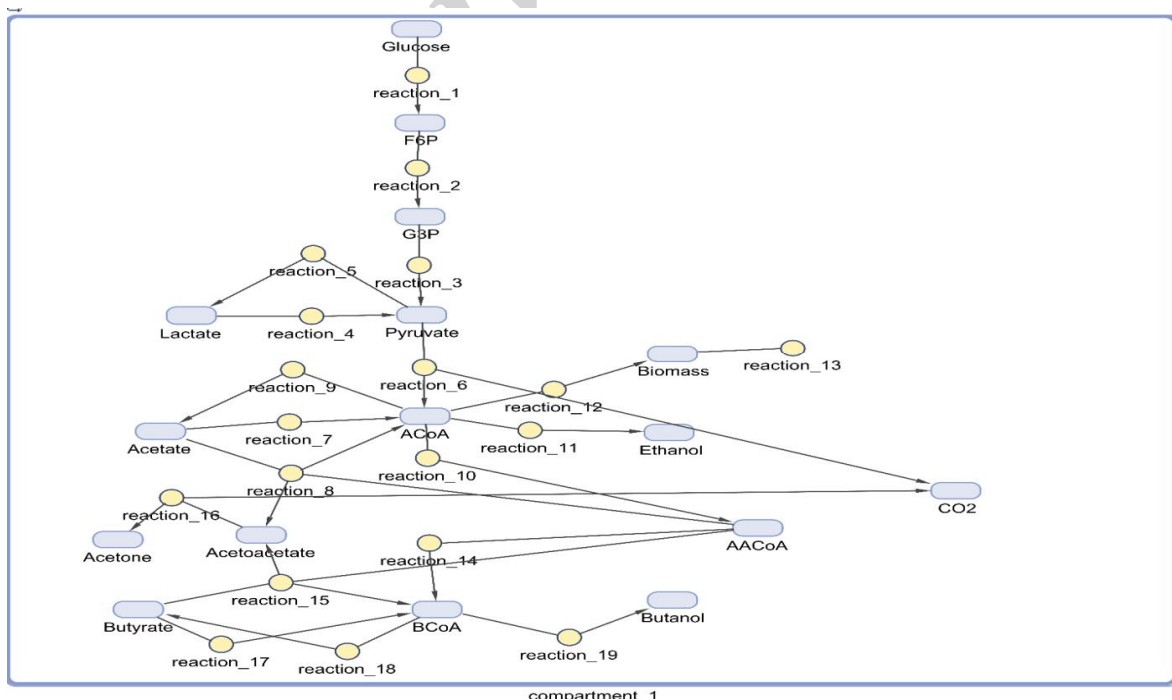 Glucose
reaction_1
F6P
reaction_2
G3P
reaction_5
reaction_3
Lactate
reaction_4
Pyruvate
reaction_13
Biomass
reaction_6
reaction_9
reaction_12
ACoA
reaction_7
reaction_11
Acetate
Ethanol
reaction_10
reaction_8
CO2
reaction_16
AACoA
Acetone
Acetoacetate
reaction_14
reaction_15
Butanol
Butyrate
BCoA
reaction_19
reaction_17
reaction_18
compartment_1